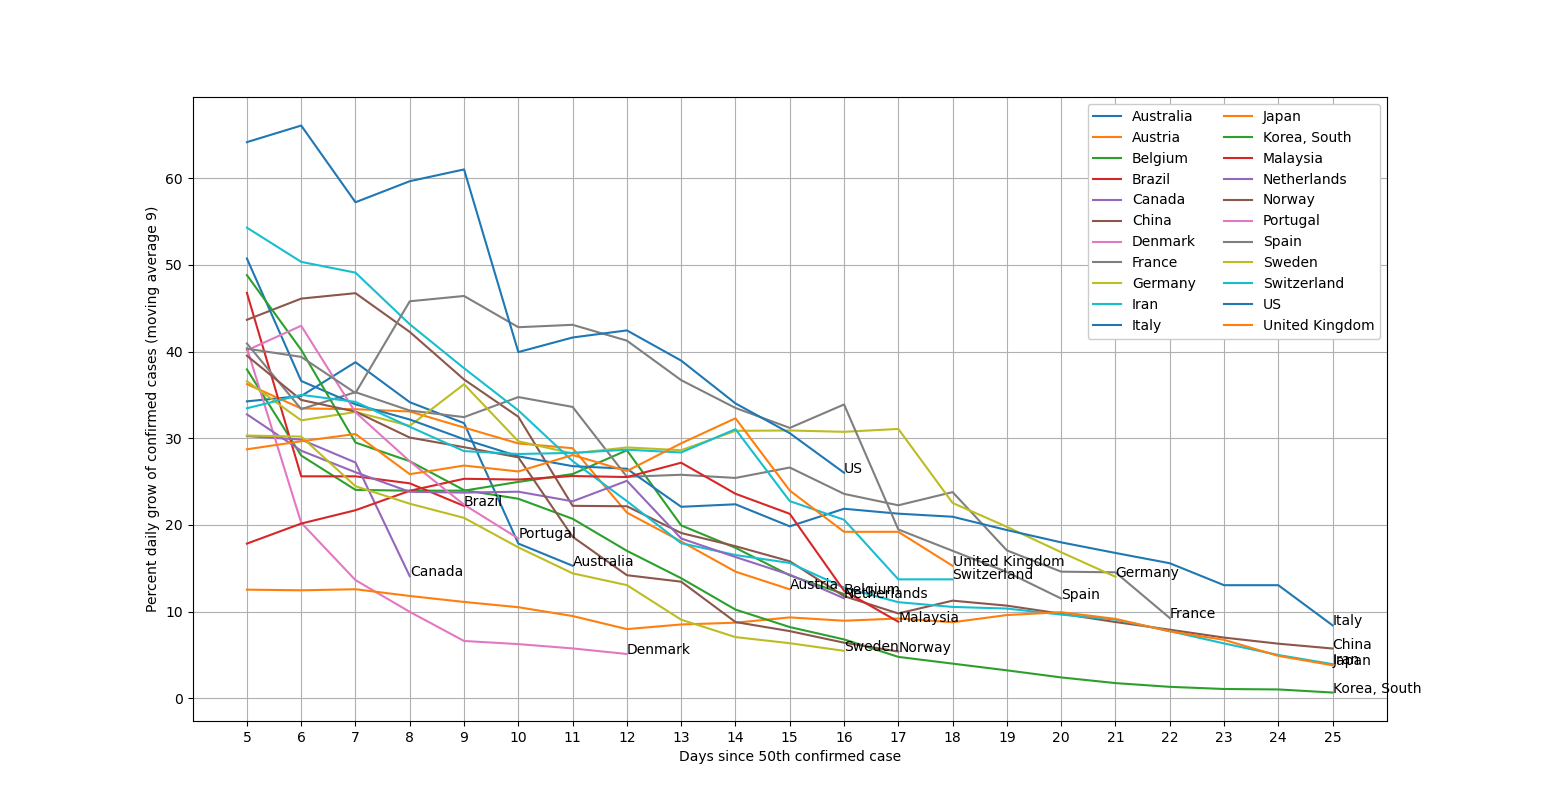 Australia
Austria
Belgium
Brazil
Canada
China
Denmark
France
Germany
Iran
Italy
Japan
Korea, South
Malaysia
Netherlands
Norway
Portugal
Spain
Sweden
Switzerland
US
United Kingdom
Percent daily grow of confirmed cases (moving average 9)
60
50
40
30
20
10
0
US
Brazil
Portugal
Australia
Canada
United Kingdom
Switzerland
Germany
Austria
Belgium
Netherlands
Spain
Malaysia
France
Italy
Denmark
Sweden
Norway
China
Iran
Japan
Korea, South
5 6 7 8 9 10 11 12 13 14 15 16 17 18 19 20 21 22 23 24 25
Days since 50th confirmed case